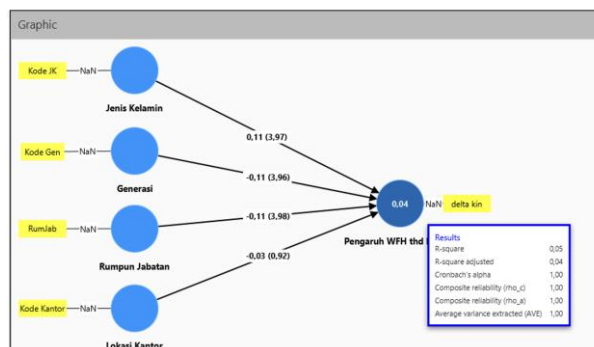 Graphic
Kode JK
NaN
Jenis Kelamin
0,11 (3,97)
Kode Gen
NaN
Generasi
-0,11 (3,96)
RumJab
NaN
Rumpun Jabatan
-0,11 (3,98)
Kode Kantor
NaN
Lokasi Kantor
-0,03 (0,92)
0,04
NaN
delta kin
Pengaruh WFH thd
Results
R-square 0,05
R-square adjusted 0,04
Cronbach's alpha 1,00
Composite reliability (rho_c) 1,00
Composite reliability (rho_a) 1,00
Average variance extracted (AVE) 1,00